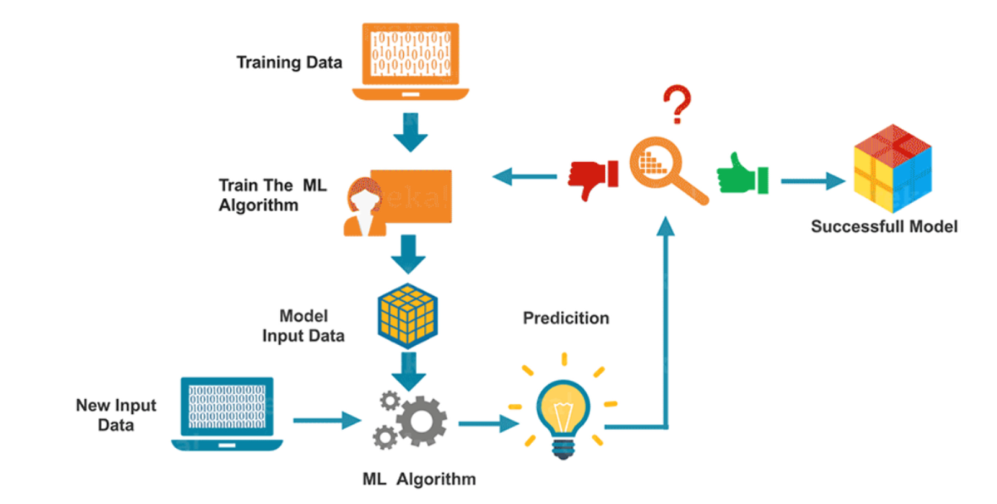 Training Data
?
Train The ML
Algorithm
Successfull Model
Model
Input Data
Predicition
New Input
Data
ML Algorithm